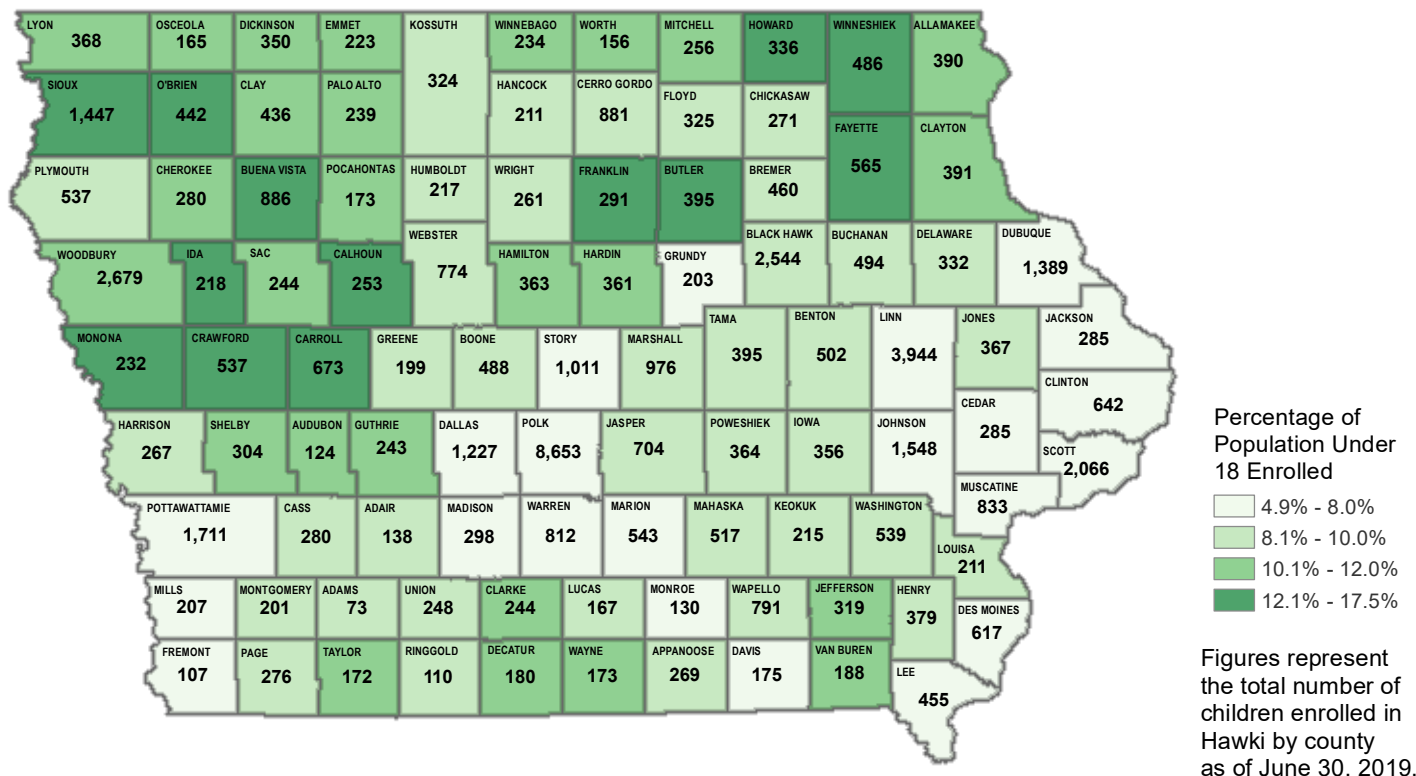 LYON
368
OSCEOLA
165
DICKINSON
350
EMMET
223
KOSSUTH
324
WINNEBAGO
234
WORTH
156
MITCHELL
256
HOWARD
336
WINNESHIEK
486
ALLAMAKEE
390
SIOUX
1,447
O'BRIEN
442
CLAY
436
PALO ALTO
239
HANCOCK
211
CERRO GORDO
881
FLOYD
325
CHICKASAW
271
FAYETTE
565
CLAYTON
391
PLYMOUTH
537
CHEROKEE
280
BUENA VISTA
886
POCAHONTAS
173
HUMBOLDT
217
WRIGHT
261
FRANKLIN
291
BUTLER
395
BREMER
460
WOODBURY
2,679
IDA
218
SAC
244
CALHOUN
253
WEBSTER
774
HAMILTON
363
HARDIN
361
GRUNDY
203
BLACK HAWK
2,544
BUCHANAN
494
DELAWARE
332
DUBUQUE
1,389
MONONA
232
CRAWFORD
537
CARROLL
673
GREENE
199
BOONE
488
STORY
1,011
MARSHALL
976
TAMA
395
BENTON
502
LINN
3,944
JONES
367
JACKSON
285
CLINTON
642
CEDAR
285
HARRISON
267
SHELBY
304
AUDUBON
124
GUTHRIE
243
DALLAS
1,227
POLK
8,653
JASPER
704
POWESHIEK
364
IOWA
356
JOHNSON
1,548
SCOTT
2,066
MUSCATINE
833
POTTAWATTAMIE
1,711
CASS
280
ADAIR
138
MADISON
298
WARREN
812
MARION
543
MAHASKA
517
KEOKUK
215
WASHINGTON
539
LOUISA
211
MILLS
207
MONTGOMERY
201
ADAMS
73
UNION
248
CLARKE
244
LUCAS
167
MONROE
130
WAPELLO
791
JEFFERSON
319
HENRY
379
DES MOINES
617
FREMONT
107
PAGE
276
TAYLOR
172
RINGGOLD
110
DECATUR
180
WAYNE
173
APPANOOSE
269
DAVIS
175
VAN BUREN
188
LEE
455
Percentage of
Population Under
18 Enrolled
4.9% - 8.0%
8.1% - 10.0%
10.1% - 12.0%
12.1% - 17.5%
Figures represent
the total number of
children enrolled in
Hawki by county
as of June 30, 2019.